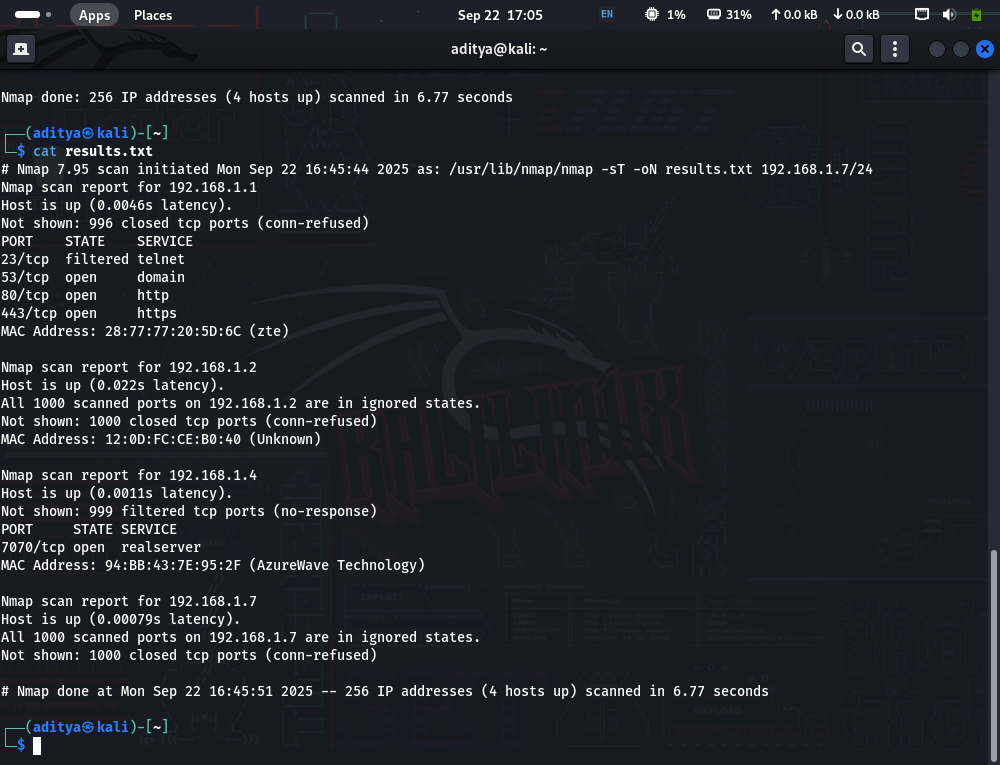 Apps Places Sep 22 17:05 EN 1% 31% 0.0 kB 0.0 kB
aditya@kali: ~
Nmap done: 256 IP addresses (4 hosts up) scanned in 6.77 seconds
┌──(aditya㉿kali)-[~]
└─$ cat results.txt
# Nmap 7.95 scan initiated Mon Sep 22 16:45:44 2025 as: /usr/lib/nmap/nmap -sT -oN results.txt 192.168.1.7/24
Nmap scan report for 192.168.1.1
Host is up (0.0046s latency).
Not shown: 996 closed tcp ports (conn-refused)
PORT    STATE    SERVICE
23/tcp  filtered telnet
53/tcp  open     domain
80/tcp  open     http
443/tcp open     https
MAC Address: 28:77:77:20:5D:6C (zte)
Nmap scan report for 192.168.1.2
Host is up (0.022s latency).
All 1000 scanned ports on 192.168.1.2 are in ignored states.
Not shown: 1000 closed tcp ports (conn-refused)
MAC Address: 12:0D:FC:CE:B0:40 (Unknown)
Nmap scan report for 192.168.1.4
Host is up (0.0011s latency).
Not shown: 999 filtered tcp ports (no-response)
PORT     STATE SERVICE
7070/tcp open  realserver
MAC Address: 94:BB:43:7E:95:2F (AzureWave Technology)
Nmap scan report for 192.168.1.7
Host is up (0.00079s latency).
All 1000 scanned ports on 192.168.1.7 are in ignored states.
Not shown: 1000 closed tcp ports (conn-refused)
# Nmap done at Mon Sep 22 16:45:51 2025 -- 256 IP addresses (4 hosts up) scanned in 6.77 seconds
┌──(aditya㉿kali)-[~]
└─$
KALI LINUX
EXPLOIT
PAYLOAD